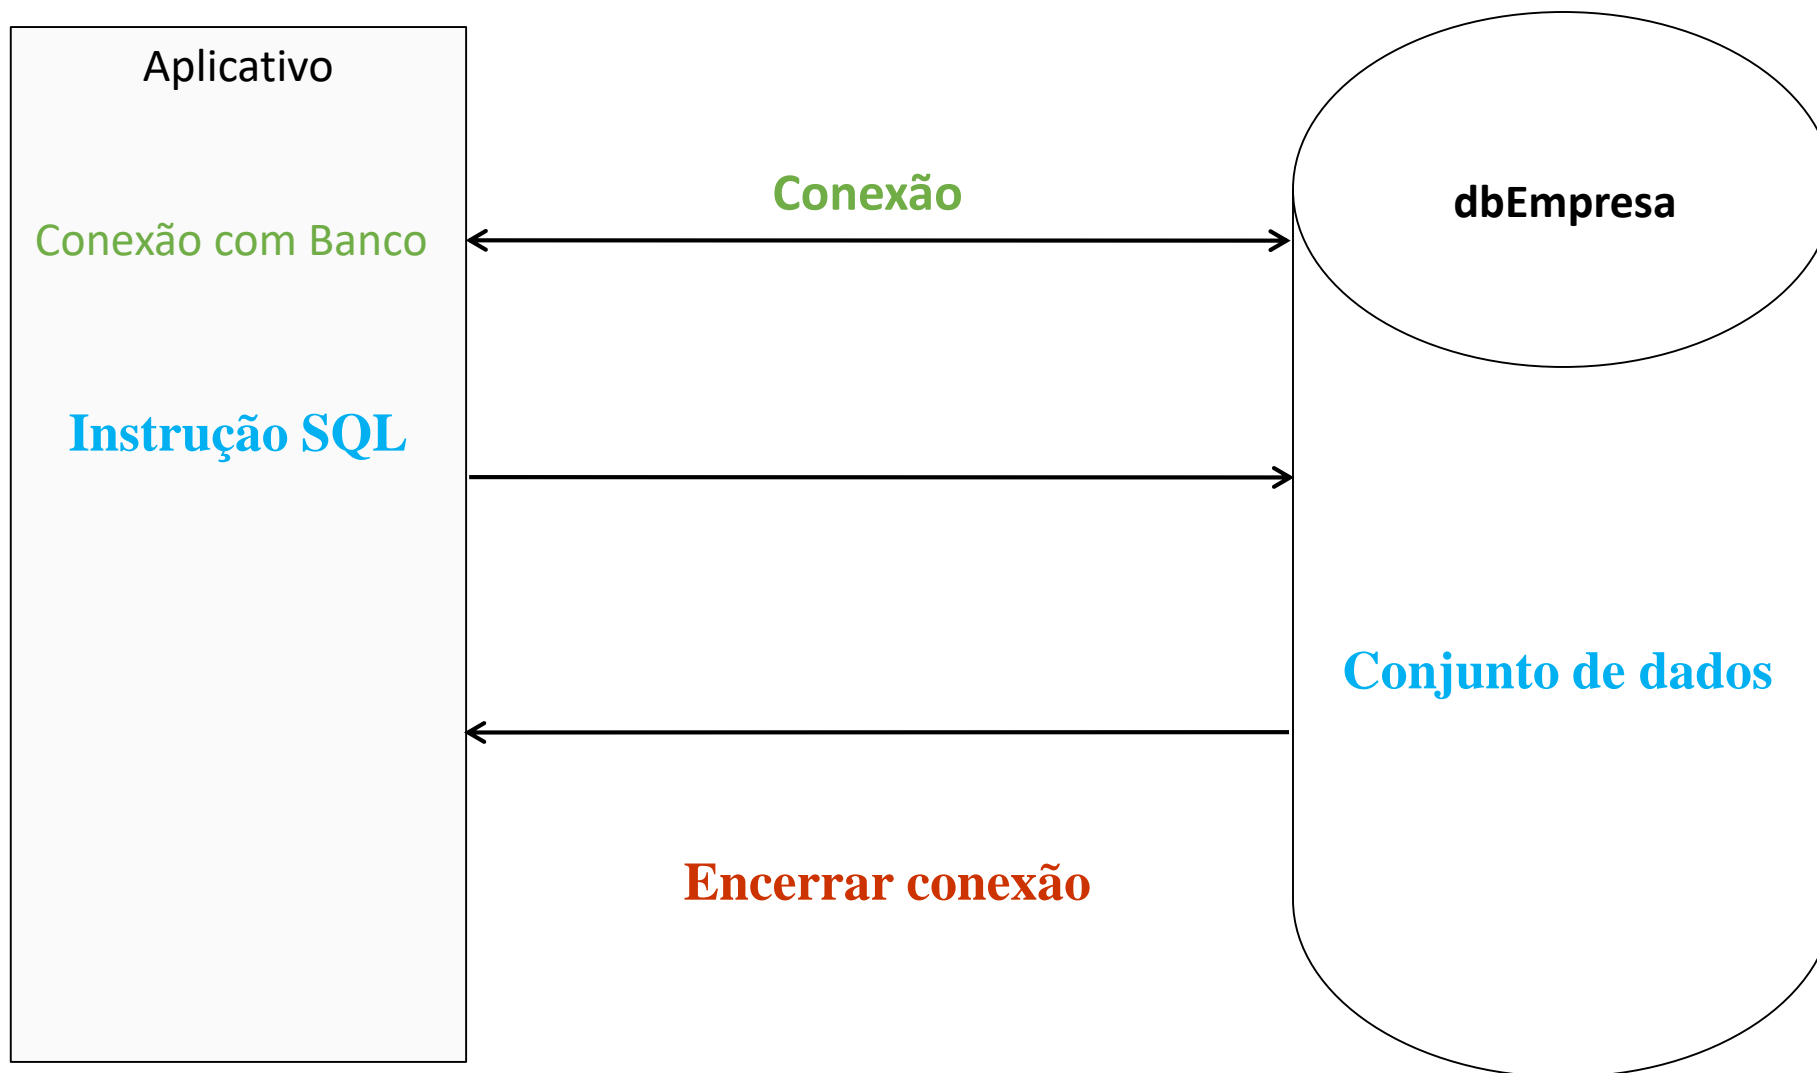 Aplicativo
Conexão
dbEmpresa
Conexão com Banco
Instrução SQL
Conjunto de dados
Encerrar conexão